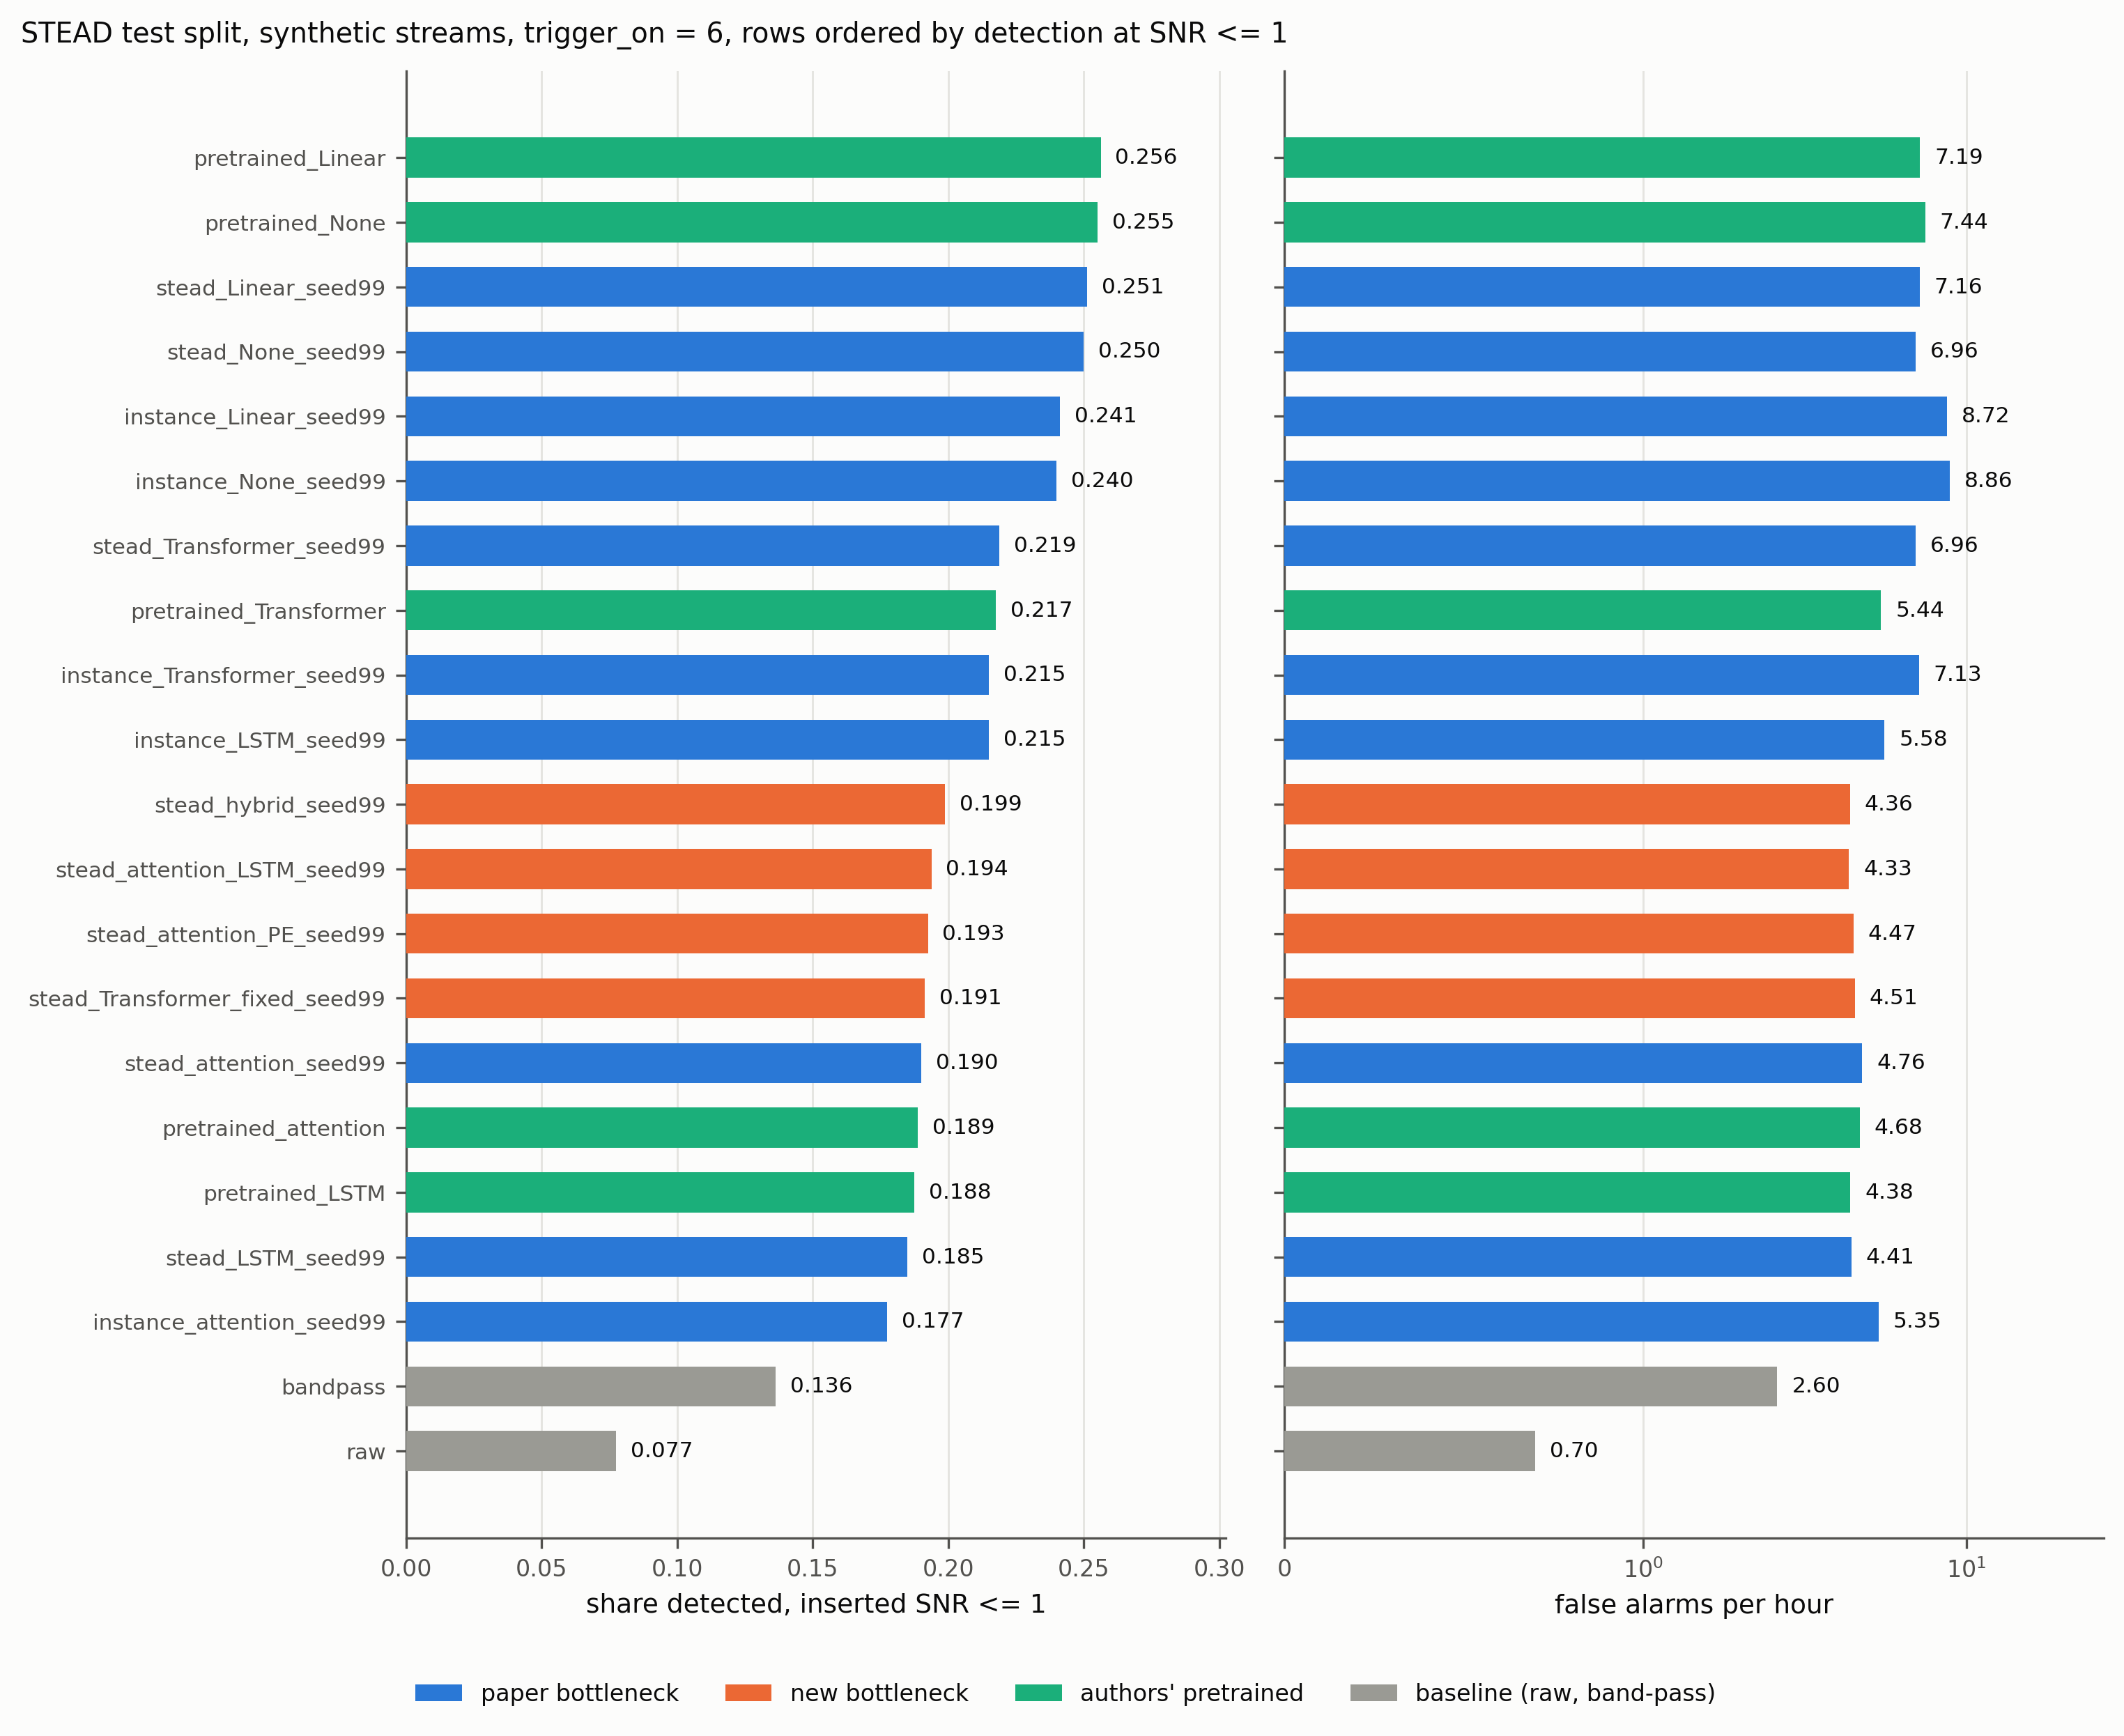 STEAD test split, synthetic streams, trigger_on = 6, rows ordered by detection at SNR <= 1
pretrained_Linear 0.256 7.19
pretrained_None 0.255 7.44
stead_Linear_seed99 0.251 7.16
stead_None_seed99 0.250 6.96
instance_Linear_seed99 0.241 8.72
instance_None_seed99 0.240 8.86
stead_Transformer_seed99 0.219 6.96
pretrained_Transformer 0.217 5.44
instance_Transformer_seed99 0.215 7.13
instance_LSTM_seed99 0.215 5.58
stead_hybrid_seed99 0.199 4.36
stead_attention_LSTM_seed99 0.194 4.33
stead_attention_PE_seed99 0.193 4.47
stead_Transformer_fixed_seed99 0.191 4.51
stead_attention_seed99 0.190 4.76
pretrained_attention 0.189 4.68
pretrained_LSTM 0.188 4.38
stead_LSTM_seed99 0.185 4.41
instance_attention_seed99 0.177 5.35
bandpass 0.136 2.60
raw 0.077 0.70
0.00 0.05 0.10 0.15 0.20 0.25 0.30 0 10⁰ 10¹
share detected, inserted SNR <= 1 false alarms per hour
paper bottleneck new bottleneck authors' pretrained baseline (raw, band-pass)